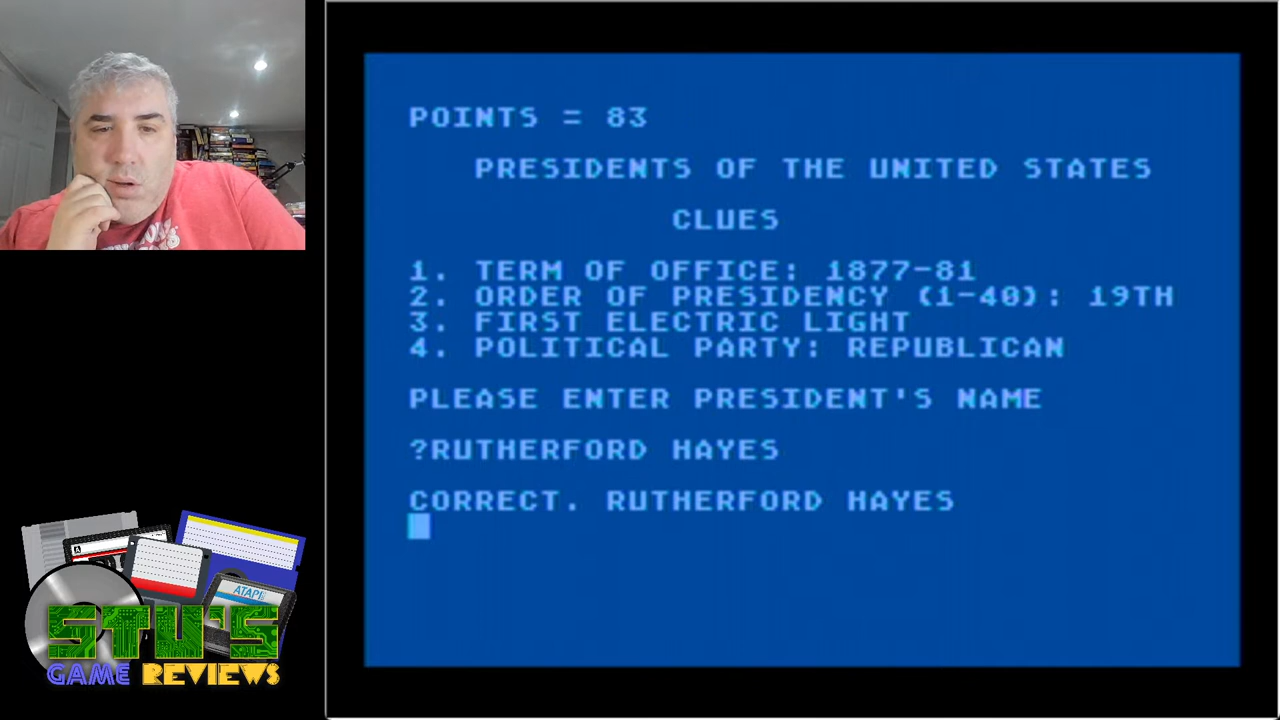 POINTS = 83
PRESIDENTS OF THE UNITED STATES
CLUES
1. TERM OF OFFICE: 1877-81
2. ORDER OF PRESIDENCY (1-40): 19TH
3. FIRST ELECTRIC LIGHT
4. POLITICAL PARTY: REPUBLICAN
PLEASE ENTER PRESIDENT'S NAME
?RUTHERFORD HAYES
CORRECT. RUTHERFORD HAYES
A
ATARI
STU'S
GAME REVIEWS